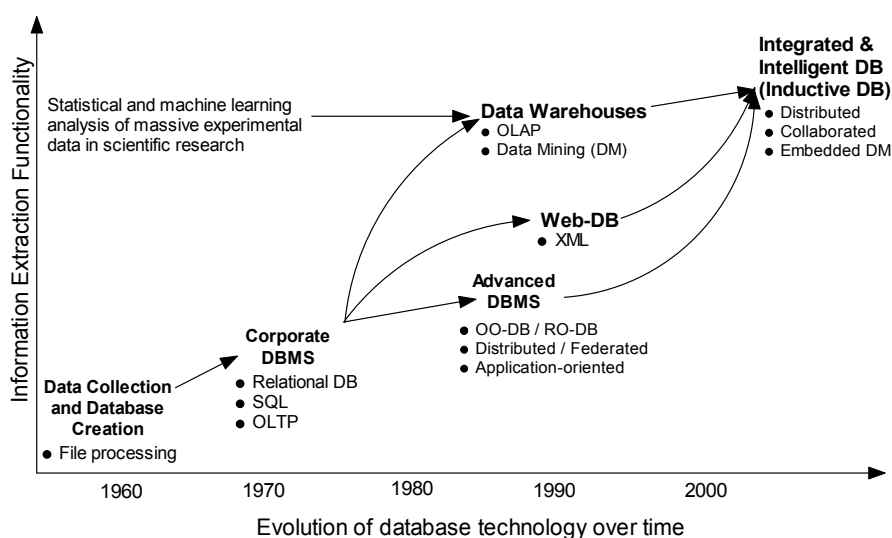 Information Extraction Functionality
Integrated &
Intelligent DB
(Inductive DB)
● Distributed
● Collaborated
● Embedded DM
Statistical and machine learning
analysis of massive experimental
data in scientific research
Data Warehouses
● OLAP
● Data Mining (DM)
Web-DB
● XML
Advanced
DBMS
● OO-DB / RO-DB
● Distributed / Federated
● Application-oriented
Corporate
DBMS
● Relational DB
● SQL
● OLTP
Data Collection
and Database
Creation
● File processing
1960 1970 1980 1990 2000
Evolution of database technology over time